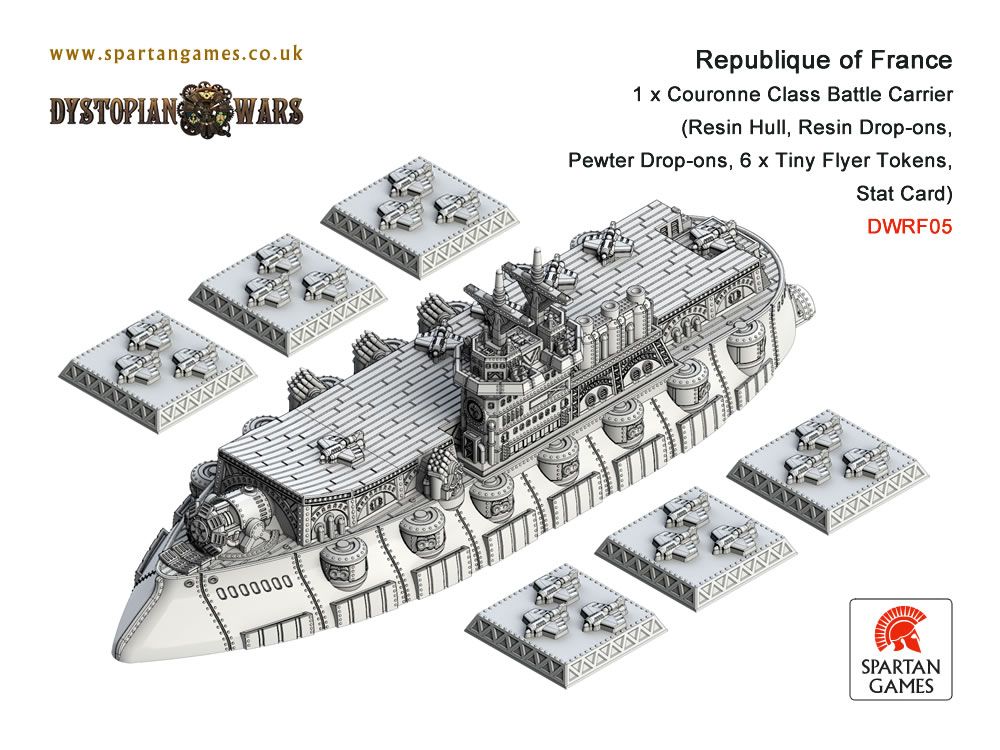 www.spartangames.co.uk
DYSTOPIAN WARS
Republique of France
1 x Couronne Class Battle Carrier
(Resin Hull, Resin Drop-ons,
Pewter Drop-ons, 6 x Tiny Flyer Tokens,
Stat Card)
DWRF05
SPARTAN
GAMES